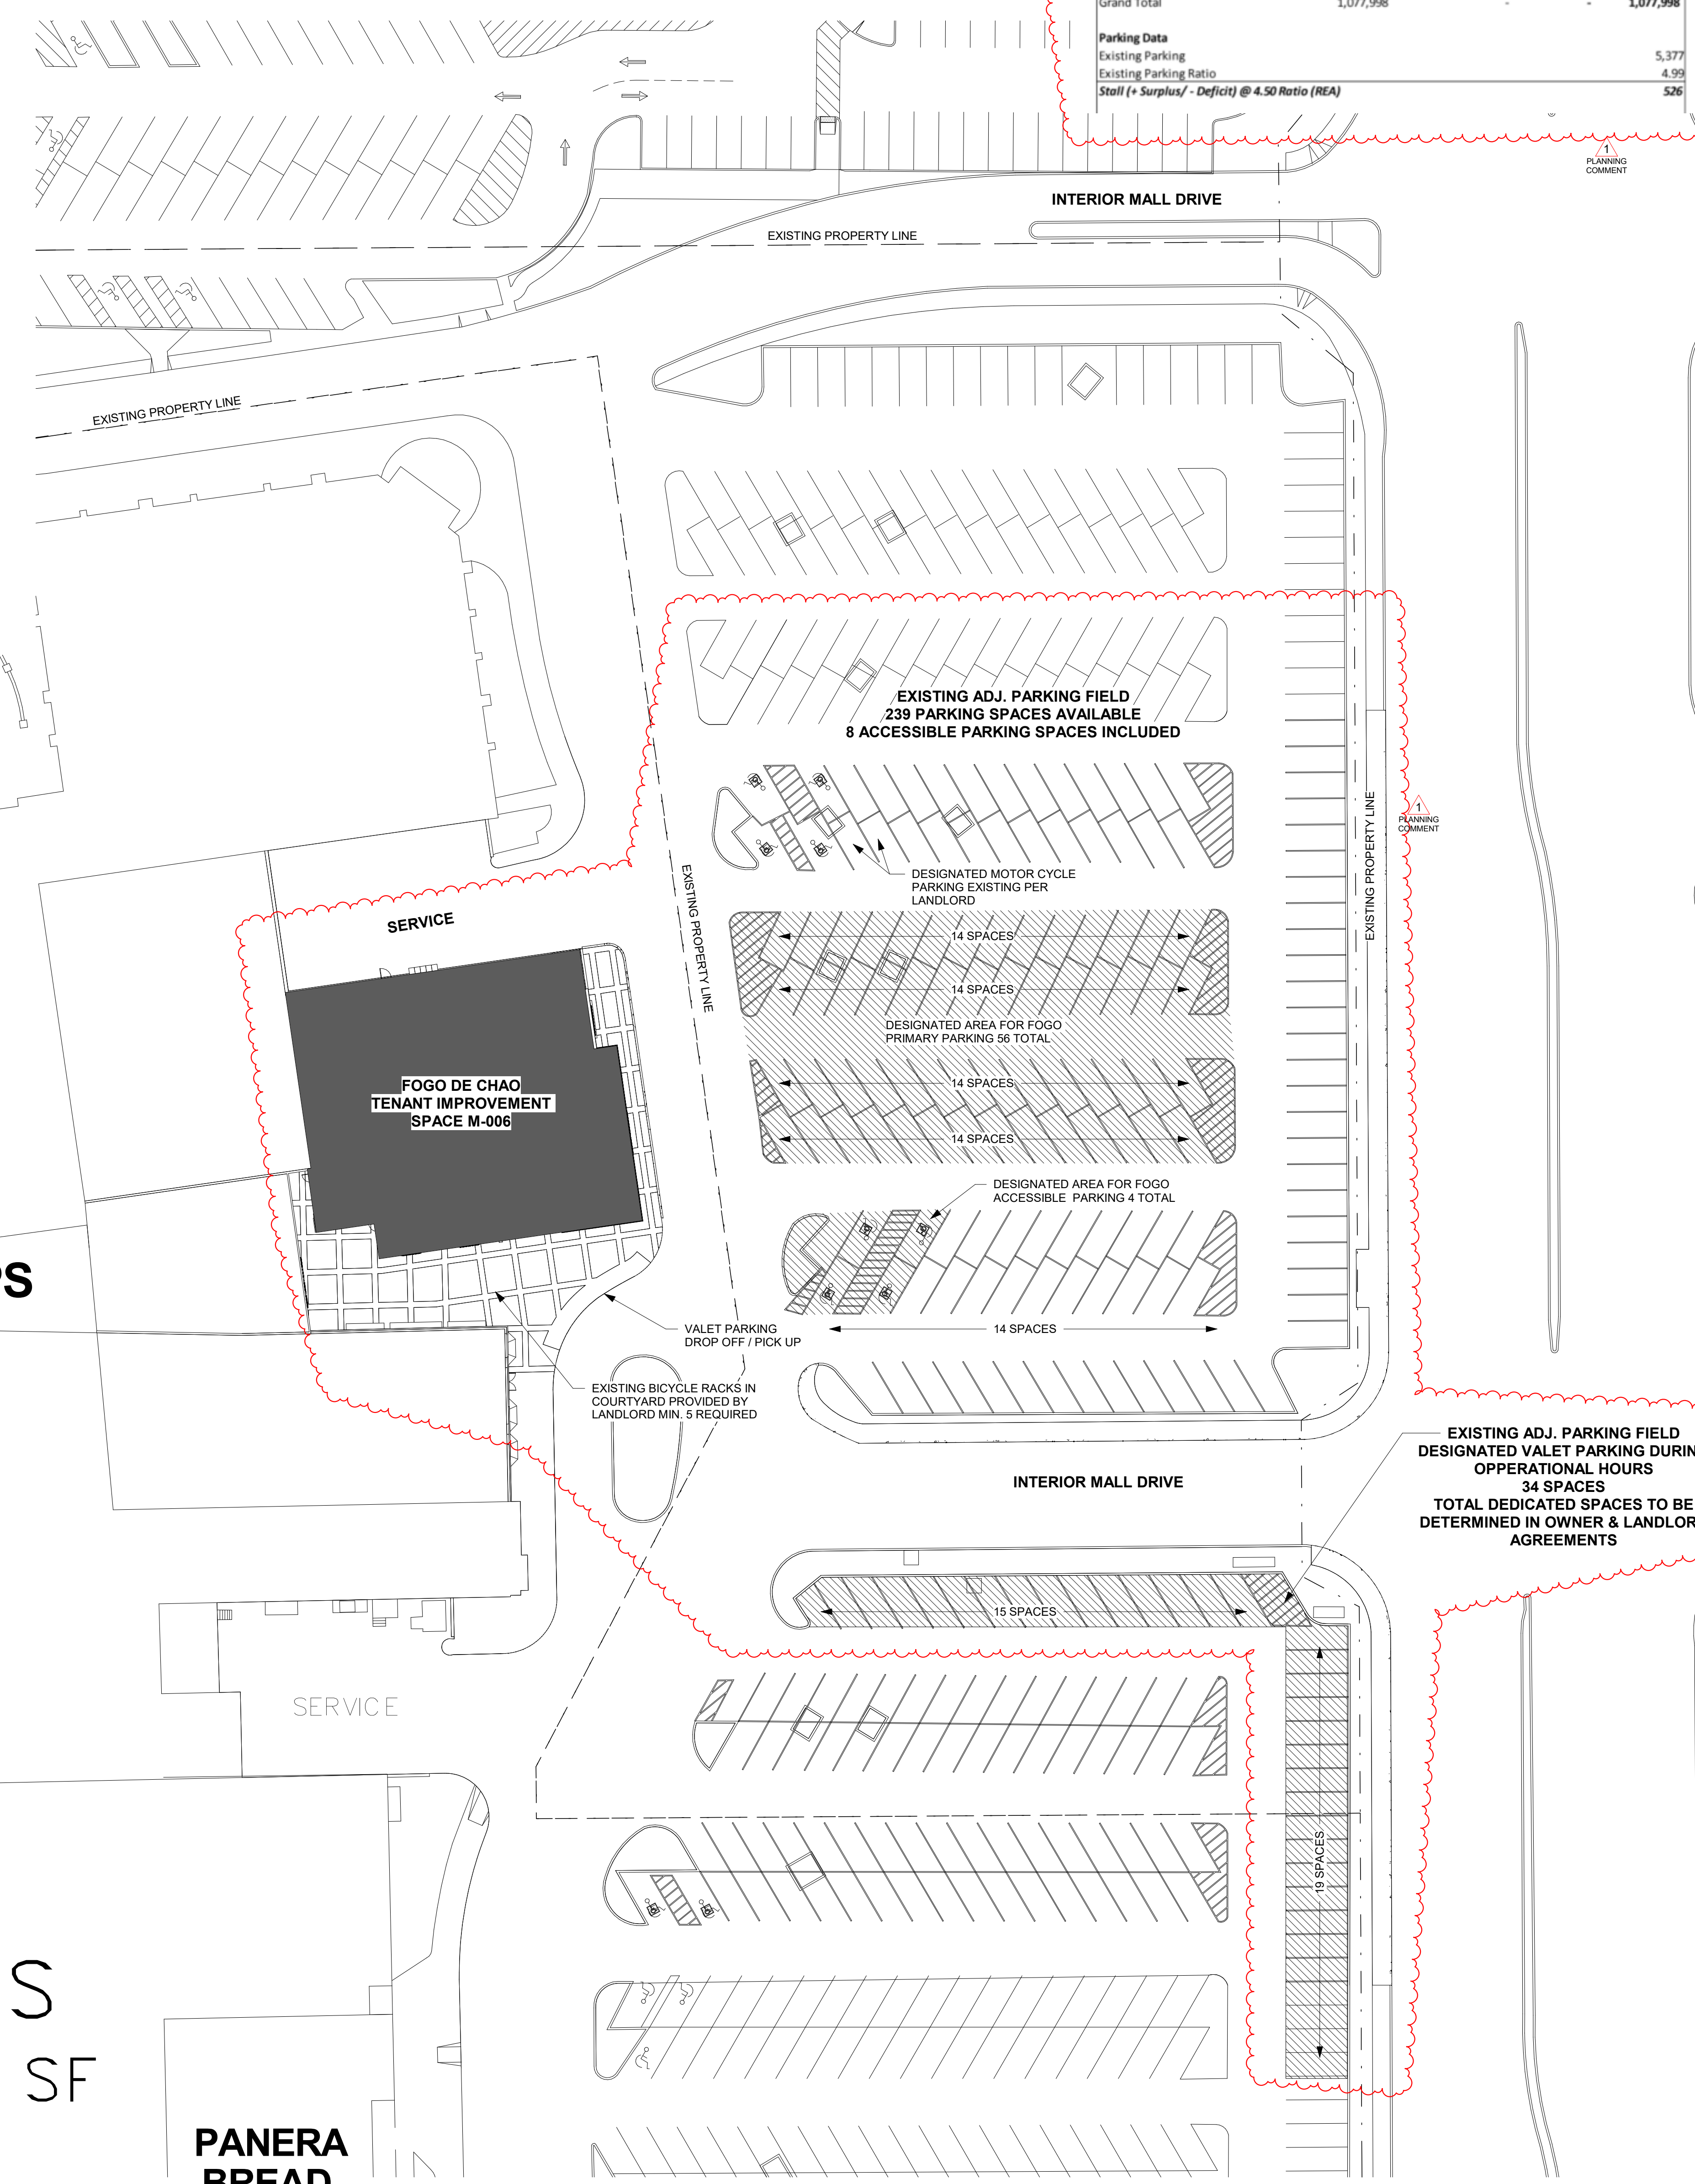 Grand Total 1,077,998 - - 1,077,998
Parking Data
Existing Parking 5,377
Existing Parking Ratio 4.99
Stall (+ Surplus/ - Deficit) @ 4.50 Ratio (REA) 526
1
PLANNING
COMMENT
INTERIOR MALL DRIVE
EXISTING PROPERTY LINE
EXISTING PROPERTY LINE
EXISTING ADJ. PARKING FIELD
239 PARKING SPACES AVAILABLE
8 ACCESSIBLE PARKING SPACES INCLUDED
EXISTING PROPERTY LINE
1
PLANNING
COMMENT
DESIGNATED MOTOR CYCLE
PARKING EXISTING PER
LANDLORD
EXISTING PROPERTY LINE
SERVICE
14 SPACES
14 SPACES
DESIGNATED AREA FOR FOGO
PRIMARY PARKING 56 TOTAL
14 SPACES
14 SPACES
FOGO DE CHAO
TENANT IMPROVEMENT
SPACE M-006
DESIGNATED AREA FOR FOGO
ACCESSIBLE PARKING 4 TOTAL
PS
14 SPACES
VALET PARKING
DROP OFF / PICK UP
EXISTING BICYCLE RACKS IN
COURTYARD PROVIDED BY
LANDLORD MIN. 5 REQUIRED
EXISTING ADJ. PARKING FIELD
DESIGNATED VALET PARKING DURIN
OPPERATIONAL HOURS
34 SPACES
TOTAL DEDICATED SPACES TO BE
DETERMINED IN OWNER & LANDLOR
AGREEMENTS
INTERIOR MALL DRIVE
15 SPACES
SERVICE
19 SPACES
S
SF
PANERA
BREAD